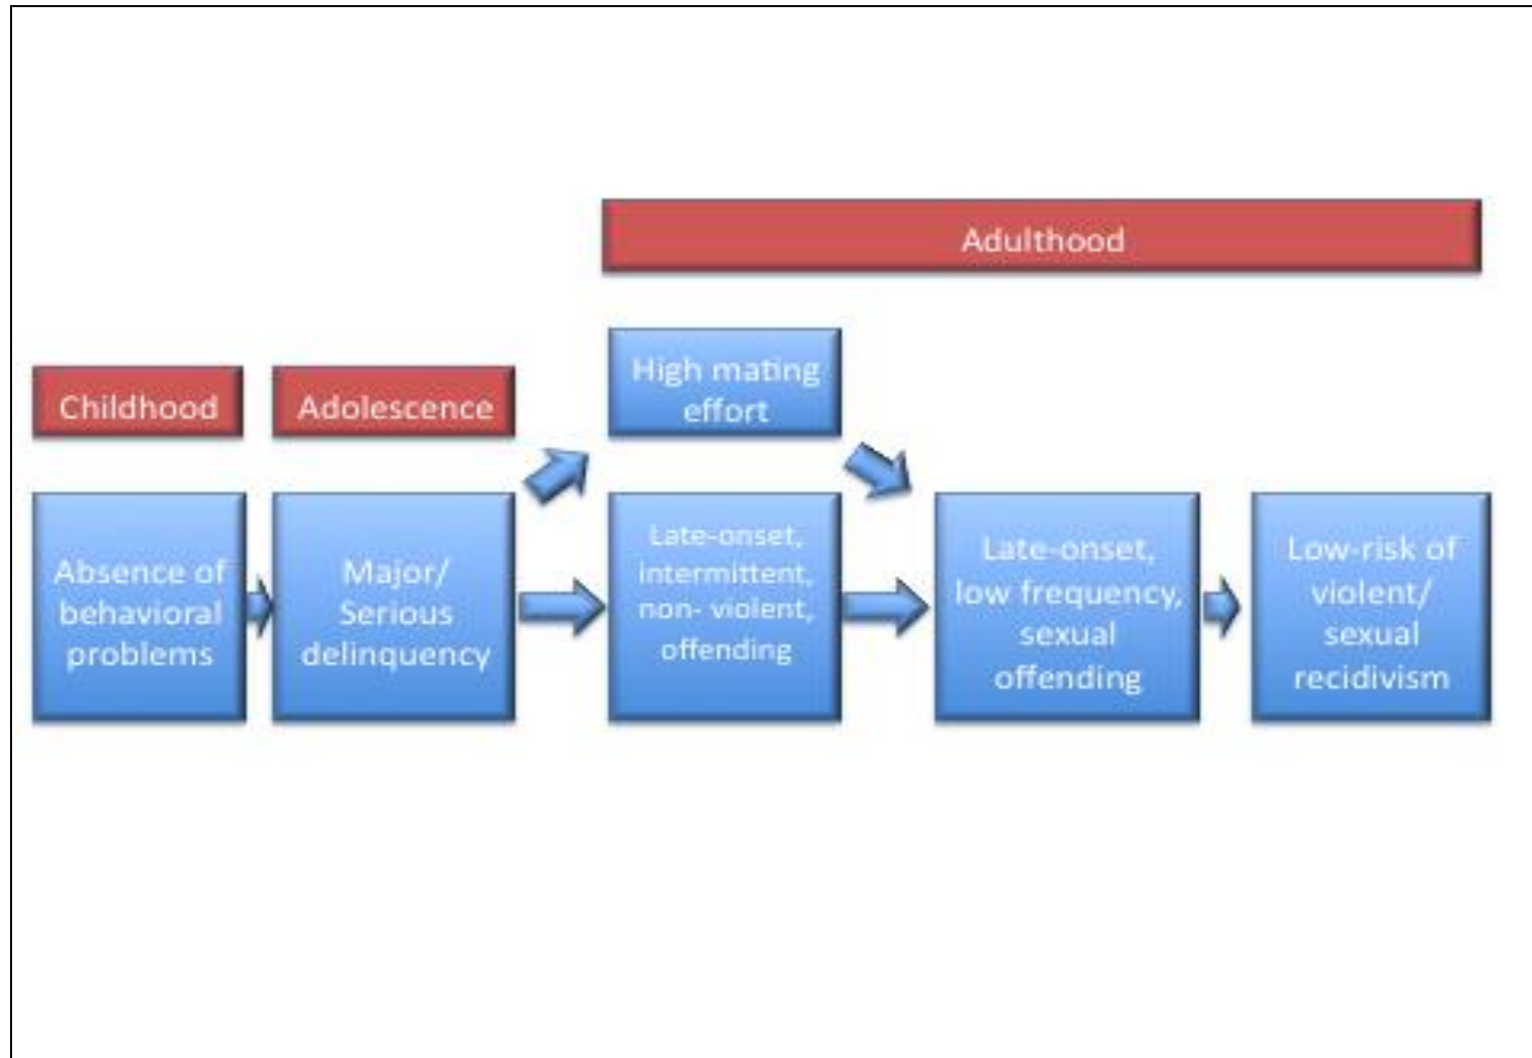 Adulthood
High mating
effort
Childhood
Adolescence
Absence of
behavioral
problems
Major/
Serious
delinquency
Late-onset,
intermittent,
non- violent,
offending
Late-onset,
low frequency,
sexual
offending
Low-risk of
violent/
sexual
recidivism